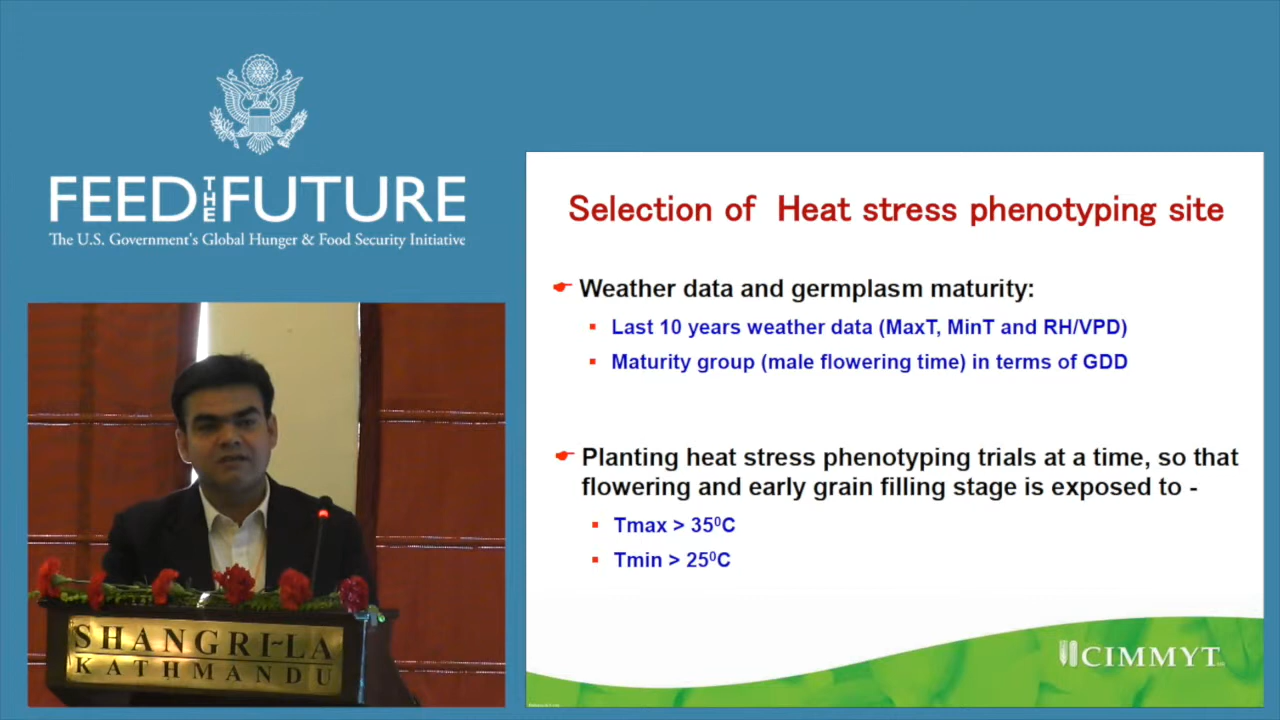 FEED THE FUTURE
The U.S. Government's Global Hunger & Food Security Initiative
Selection of Heat stress phenotyping site
Weather data and germplasm maturity:
Last 10 years weather data (MaxT, MinT and RH/VPD)
Maturity group (male flowering time) in terms of GDD
Planting heat stress phenotyping trials at a time, so that
flowering and early grain filling stage is exposed to -
Tmax > 35⁰C
Tmin > 25⁰C
CIMMYT
SHANGRI~LA
KATHMANDU